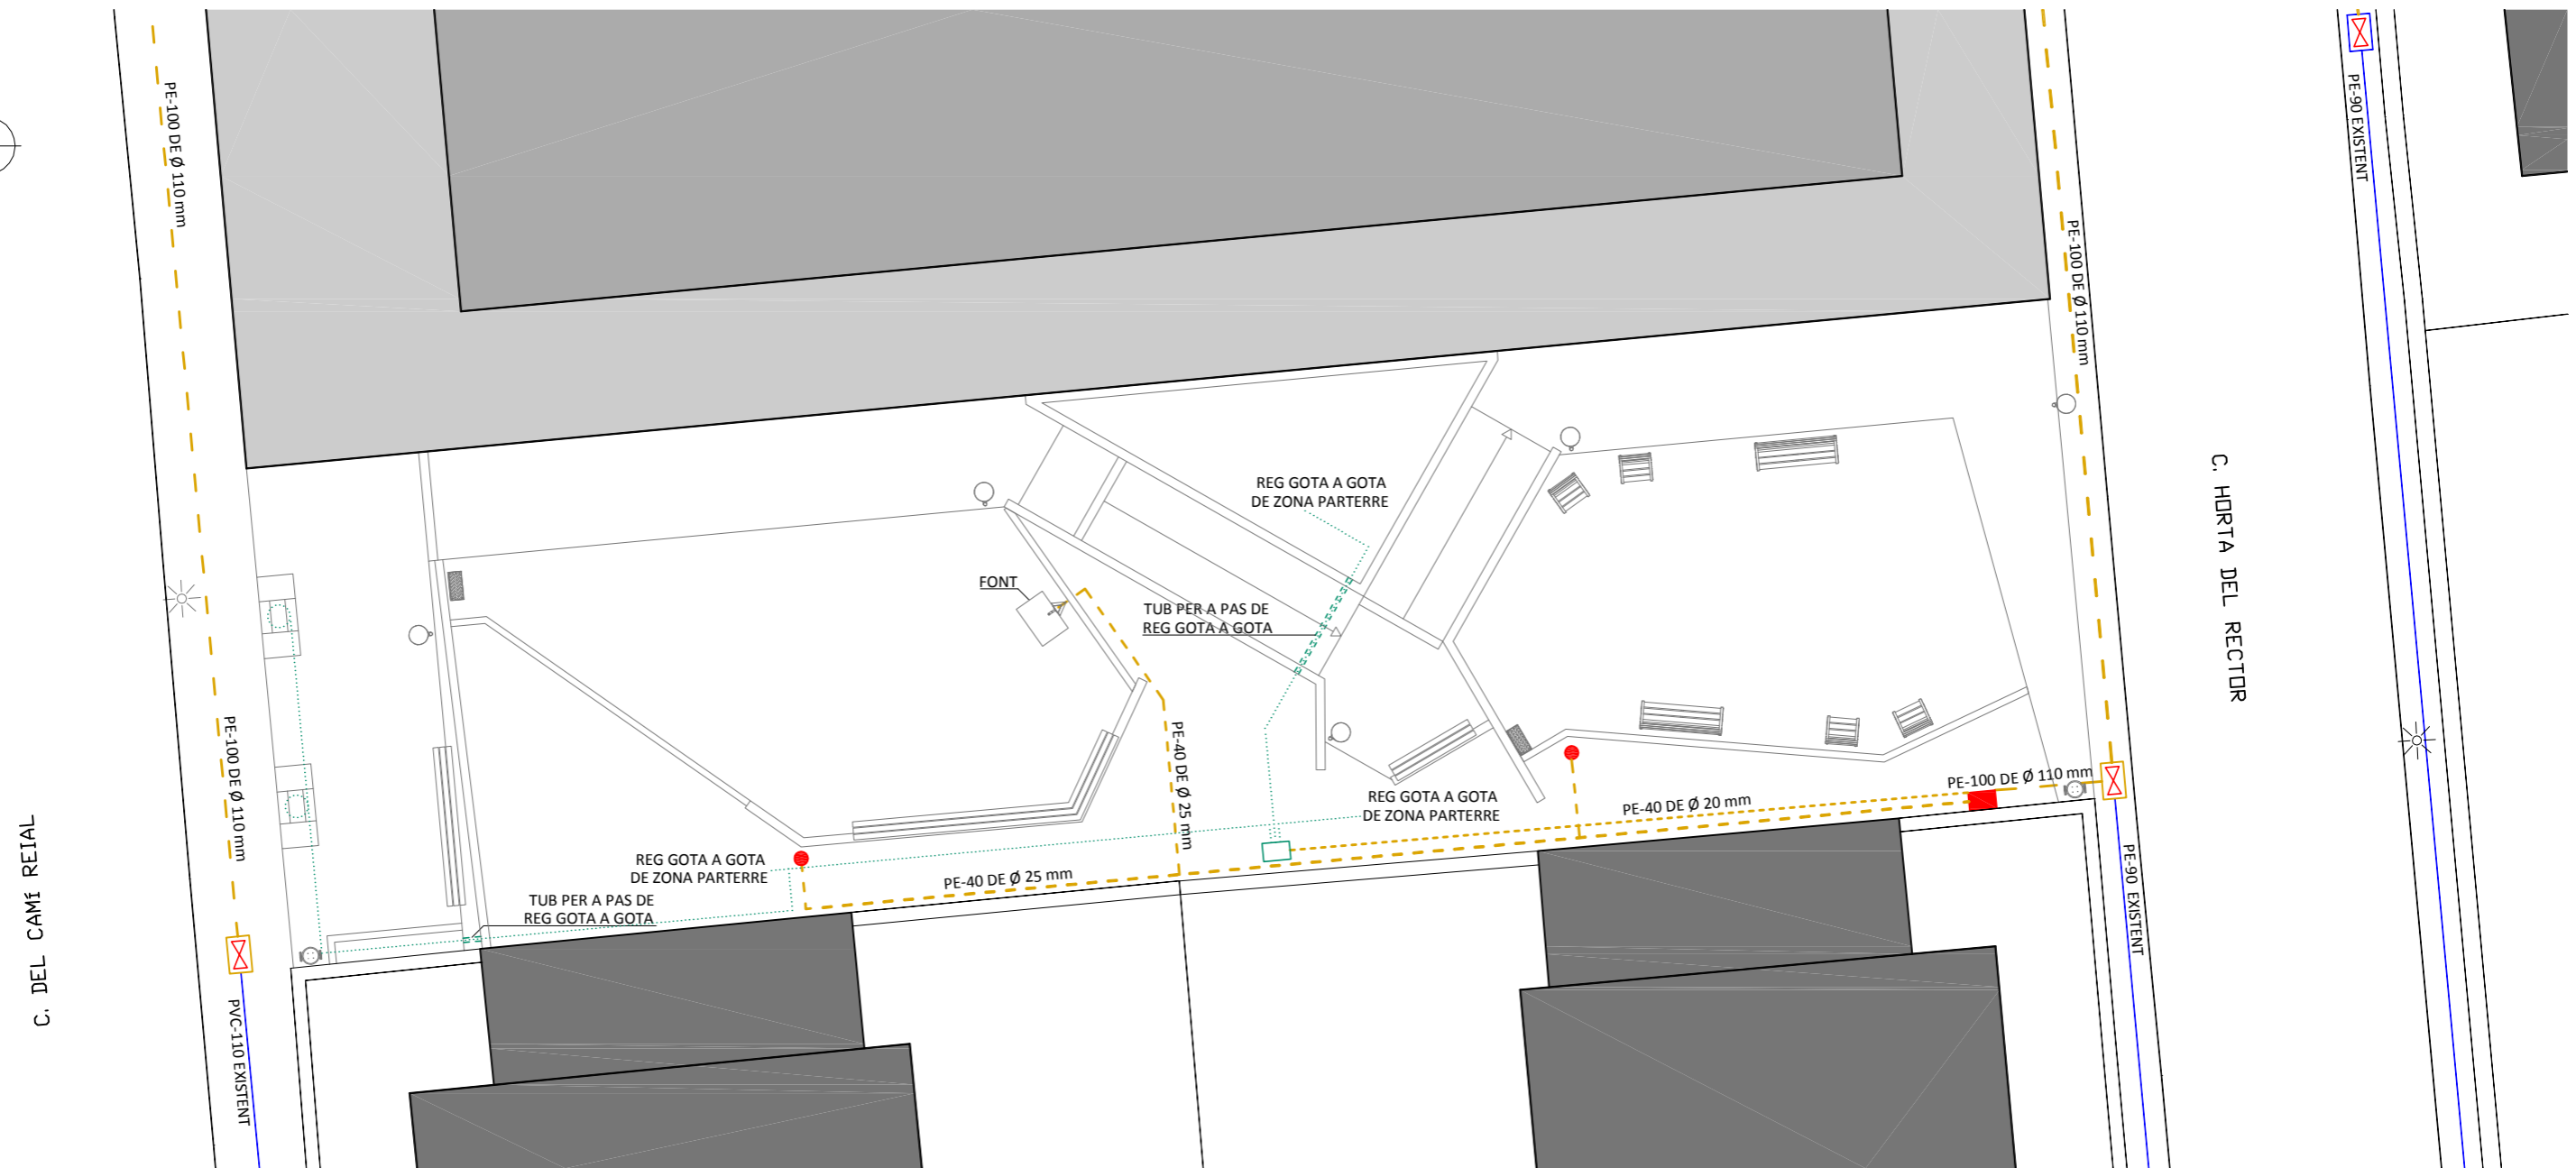 PE-100 DE Ø 110 mm
PE-90 EXISTENT
PE-100 DE Ø 110 mm
REG GOTA A GOTA
DE ZONA PARTERRE
C. HORTA DEL RECTOR
FONT
TUB PER A PAS DE
REG GOTA A GOTA
PE-100 DE Ø 110 mm
PE-40 DE Ø 25 mm
PE-100 DE Ø 110 mm
REG GOTA A GOTA
DE ZONA PARTERRE
PE-40 DE Ø 20 mm
C. DEL CAMÍ REIAL
REG GOTA A GOTA
DE ZONA PARTERRE
PE-40 DE Ø 25 mm
TUB PER A PAS DE
REG GOTA A GOTA
PE-90 EXISTENT
PVC-110 EXISTENT